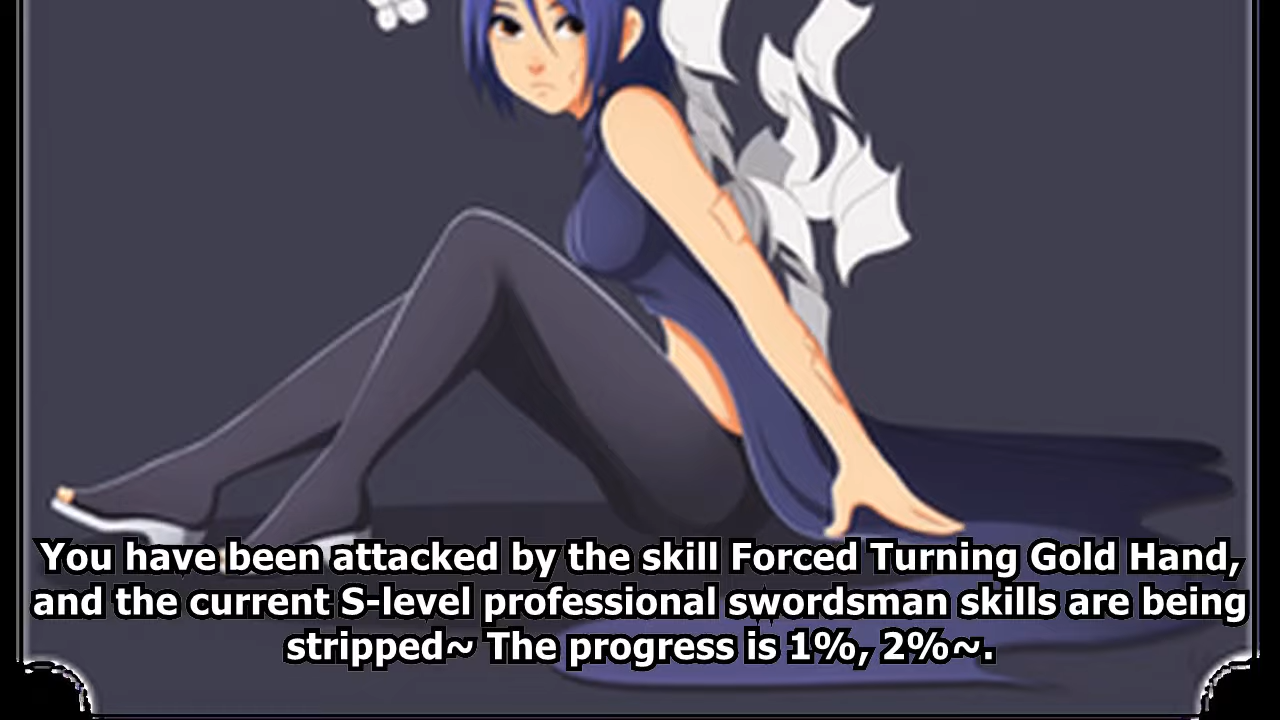 You have been attacked by the skill Forced Turning Gold Hand,
and the current S-level professional swordsman skills are being
stripped~ The progress is 1%, 2%~.